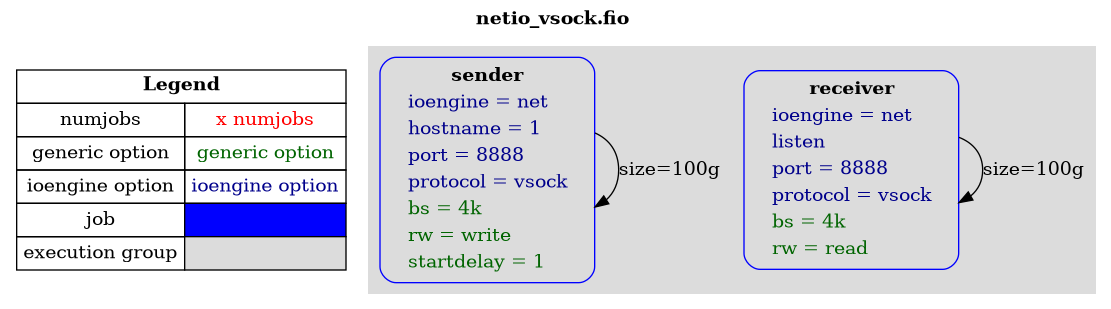 netio_vsock.fio
Legend
numjobs x numjobs
generic option generic option
ioengine option ioengine option
job
execution group
sender
ioengine = net
hostname = 1
port = 8888
protocol = vsock
bs = 4k
rw = write
startdelay = 1
size=100g
receiver
ioengine = net
listen
port = 8888
protocol = vsock
bs = 4k
rw = read
size=100g